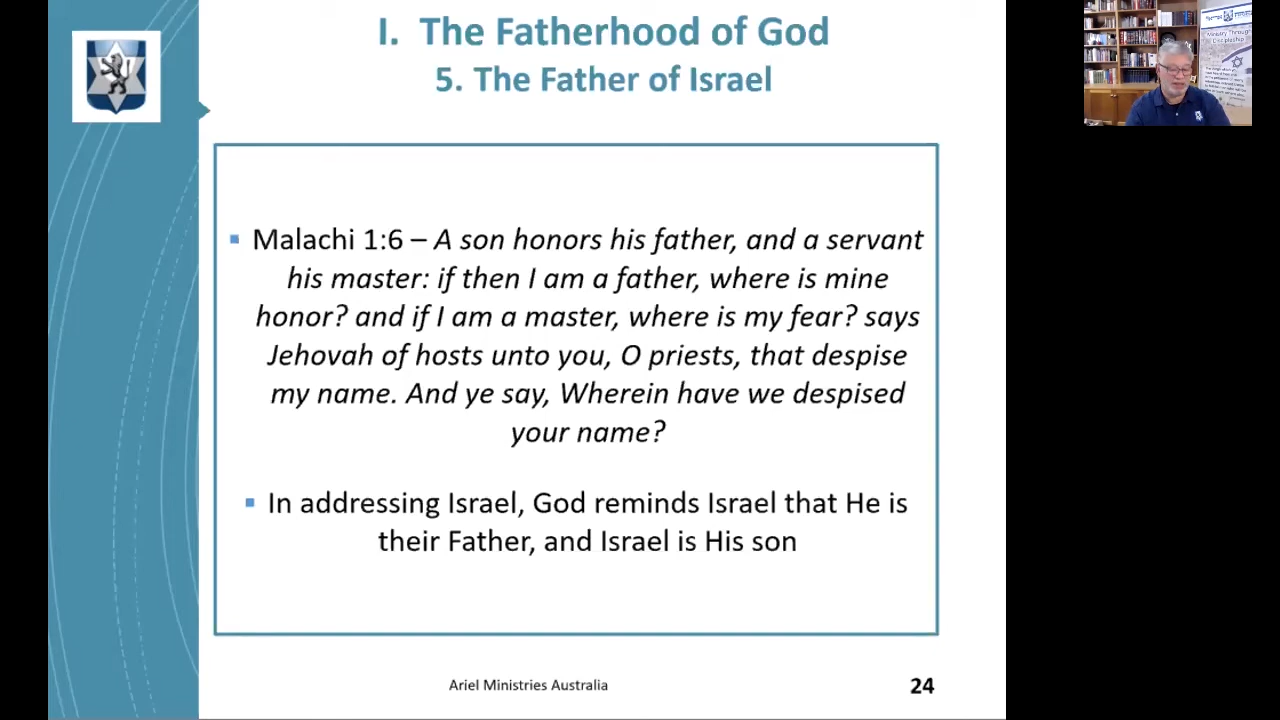 I. The Fatherhood of God
5. The Father of Israel
▪ Malachi 1:6 – A son honors his father, and a servant
his master: if then I am a father, where is mine
honor? and if I am a master, where is my fear? says
Jehovah of hosts unto you, O priests, that despise
my name. And ye say, Wherein have we despised
your name?
▪ In addressing Israel, God reminds Israel that He is
their Father, and Israel is His son
Ariel Ministries Australia
24
Ministry Through
Discipleship